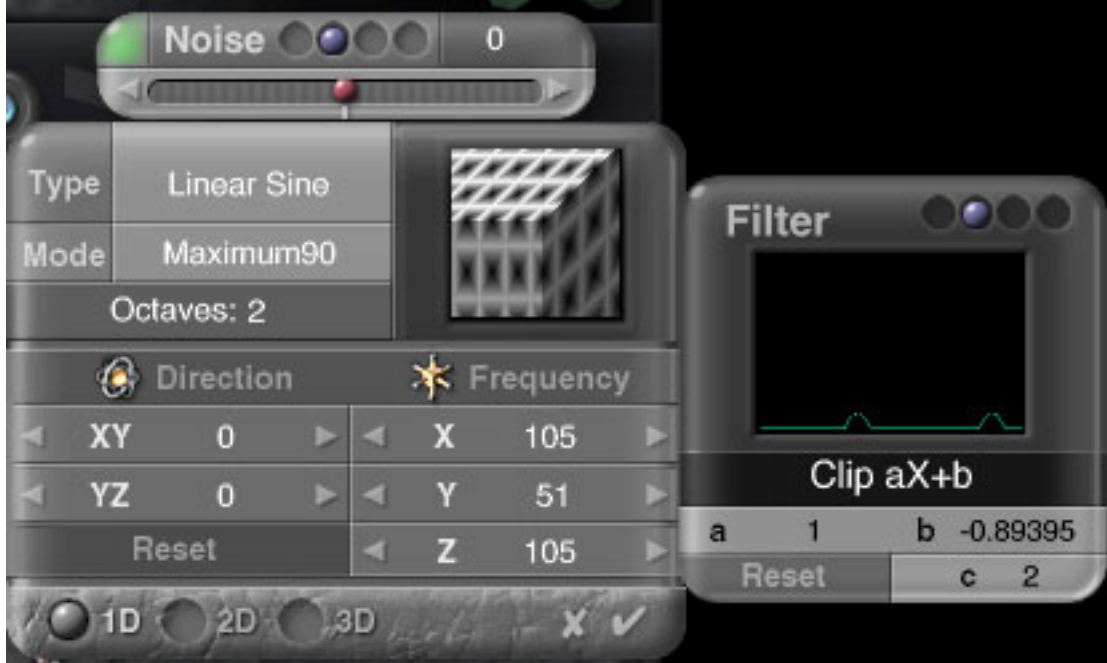 Noise 0
Type Linear Sine
Mode Maximum90
Octaves: 2
Direction Frequency
XY 0 X 105
YZ 0 Y 51
Reset Z 105
1D 2D 3D
Filter
Clip aX+b
a 1 b -0.89395
Reset c 2